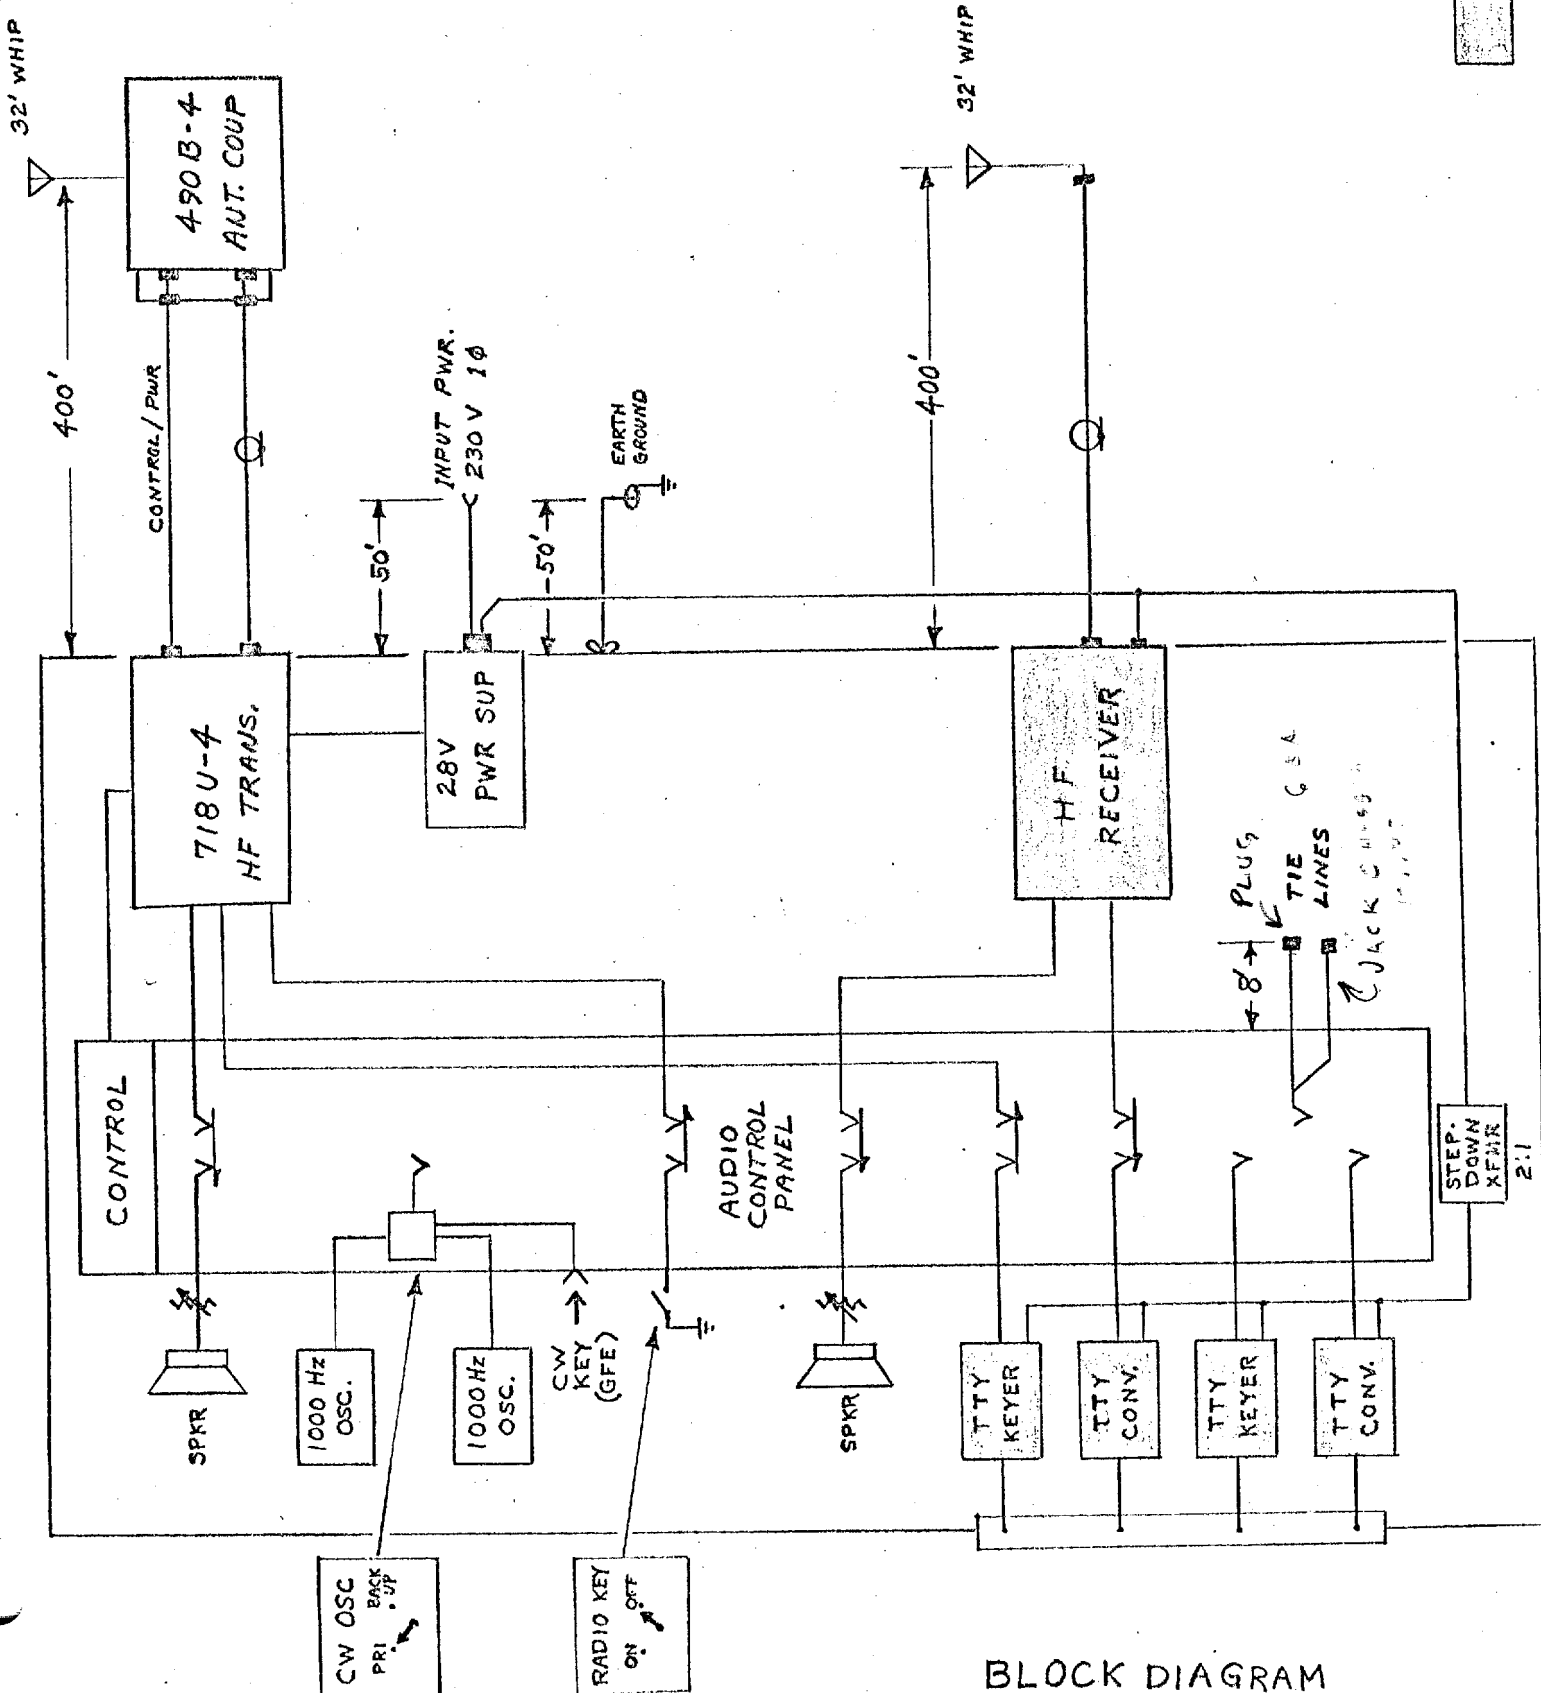 32' WHIP
490B-4
ANT. COUP
400'
CONTROL/PWR
INPUT PWR.
230V 1Φ
50'
EARTH
GROUND
50'
32' WHIP
400'
718U-4
HF TRANS.
28V
PWR SUP
HF
RECEIVER
PLUG
TIE
LINES
JACK
8'
CONTROL
AUDIO
CONTROL
PANEL
STEP-
DOWN
XFMR
2:1
SPKR
1000 Hz
OSC.
1000 Hz
OSC.
CW
KEY
(GFE)
SPKR
TTY
KEYER
TTY
CONV.
TTY
KEYER
TTY
CONV.
CW OSC
PRI
BACK
UP
RADIO KEY
ON
OFF
BLOCK DIAGRAM